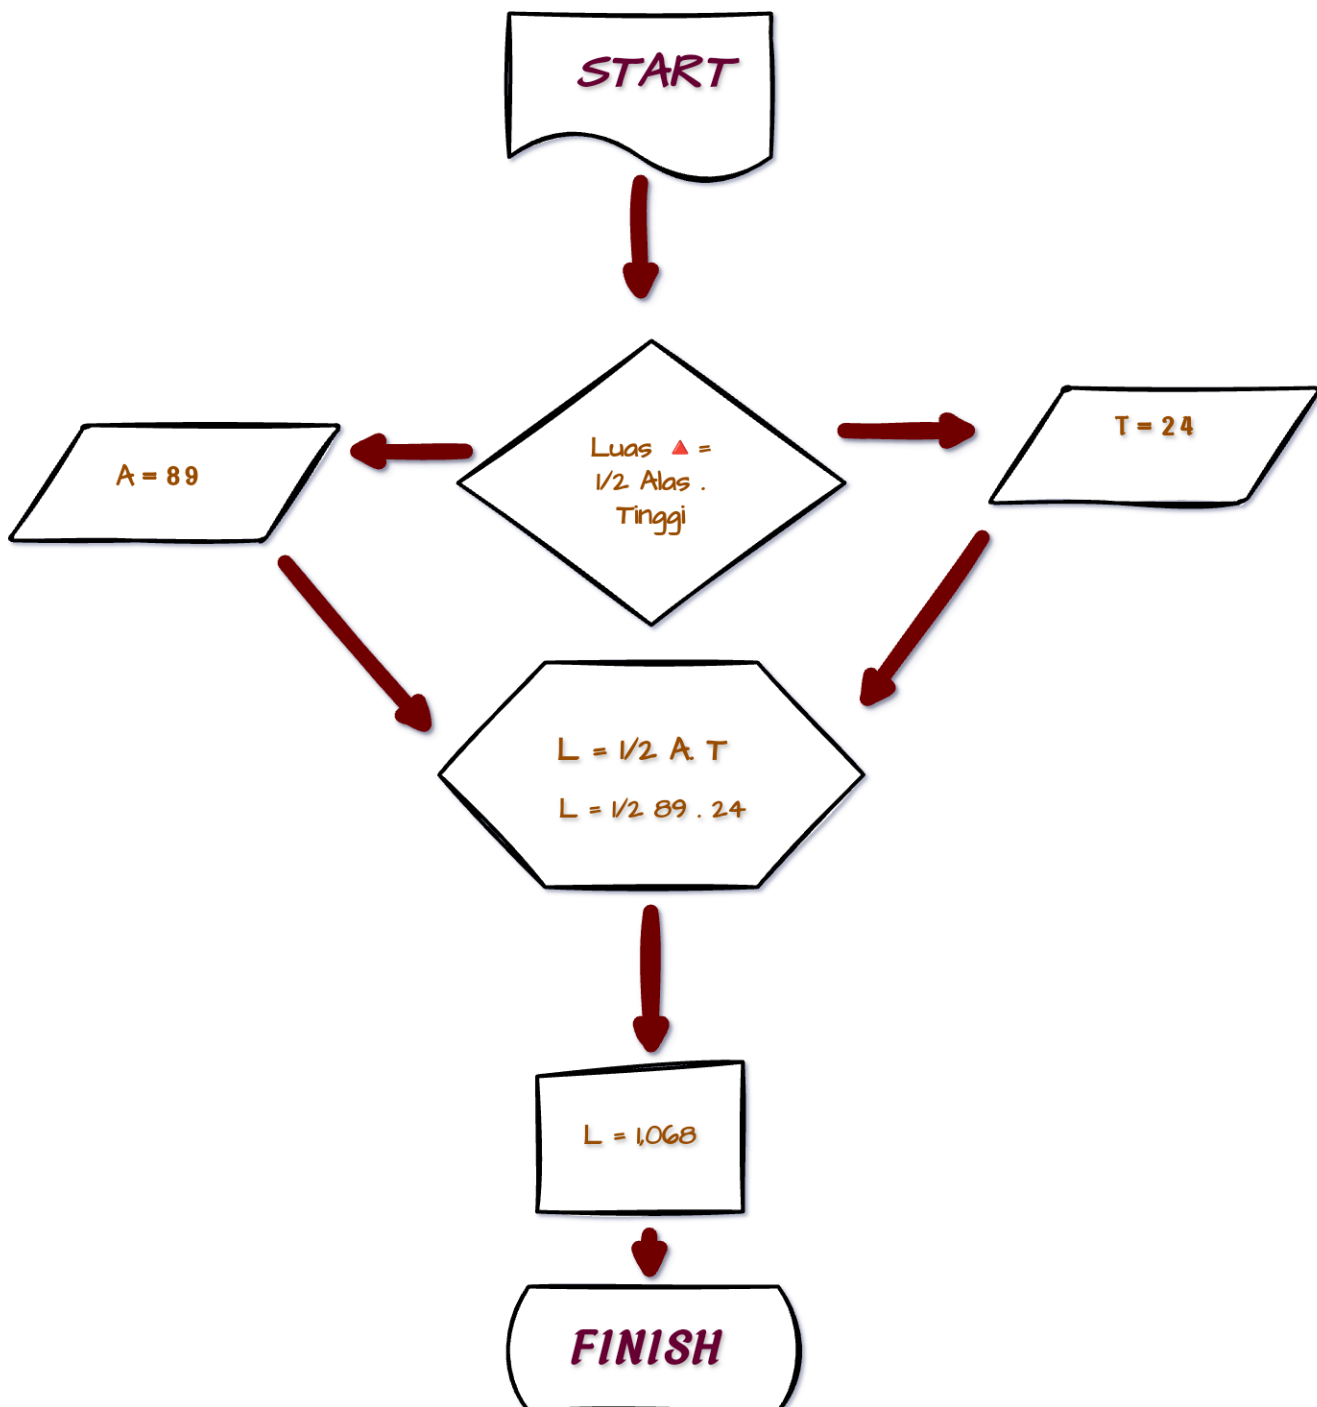 START
Luas 🔺 =
1/2 Alas .
Tinggi
A = 89
T = 24
L = 1/2 A. T
L = 1/2 89 . 24
L = 1,068
FINISH